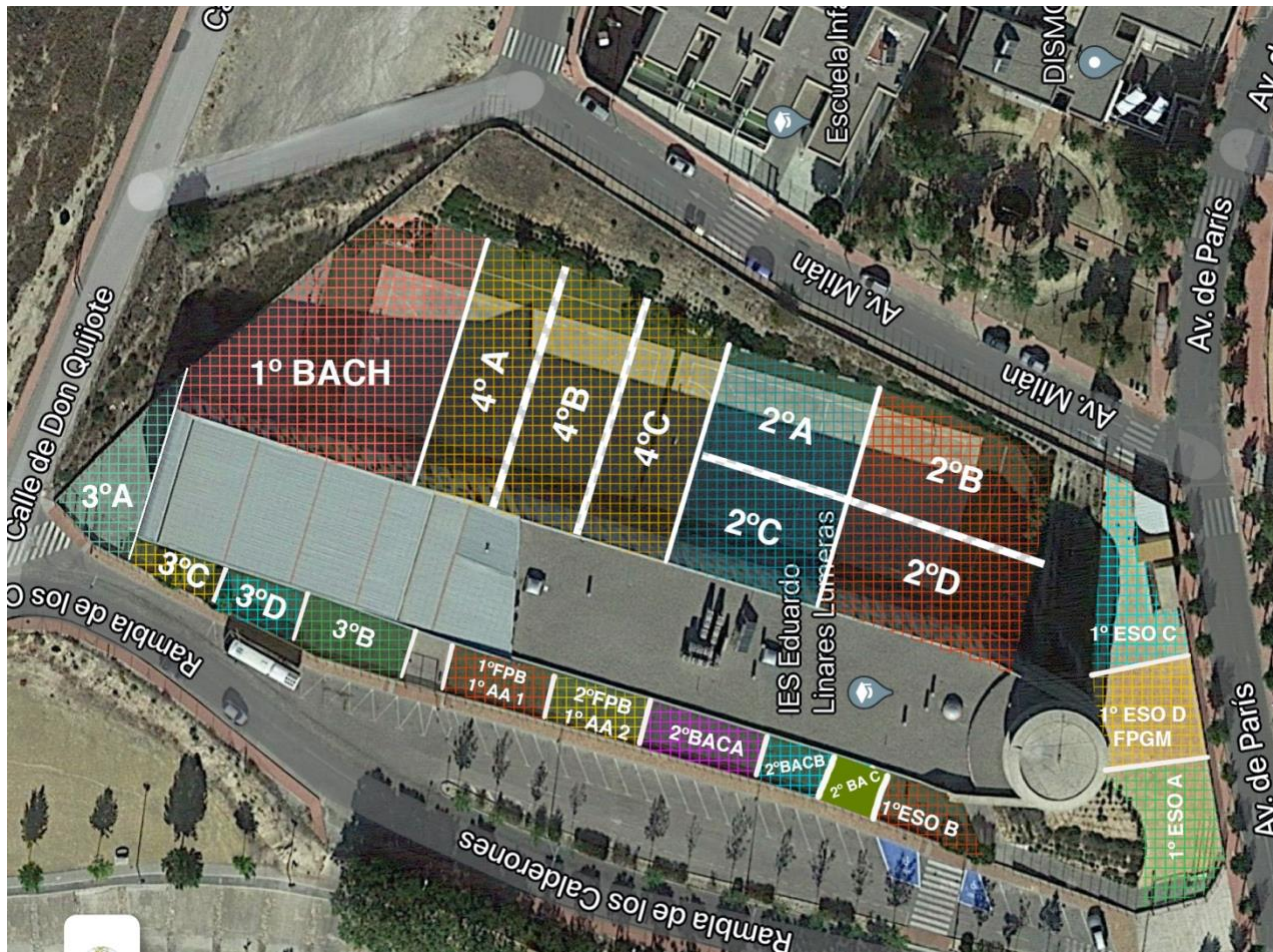 Escuela Infa
DISMO
Av. Milán
Av. Milán
Av. de París
Av. de París
Calle de Don Quijote
1º BACH
4º A
4ºB
4ºC
2ºA
2ºB
2ºC
2ºD
3ºA
3ºC
3ºD
3ºB
IES Eduardo
Linares Lumeras
1ºFPB
1º AA 1
2ºFPB
1º AA 2
2ºBACA
2ºBACB
2º BA C
1ºESO B
1º ESO C
1º ESO D
FPGM
1º ESO A
Rambla de los C
Rambla de los Calderones